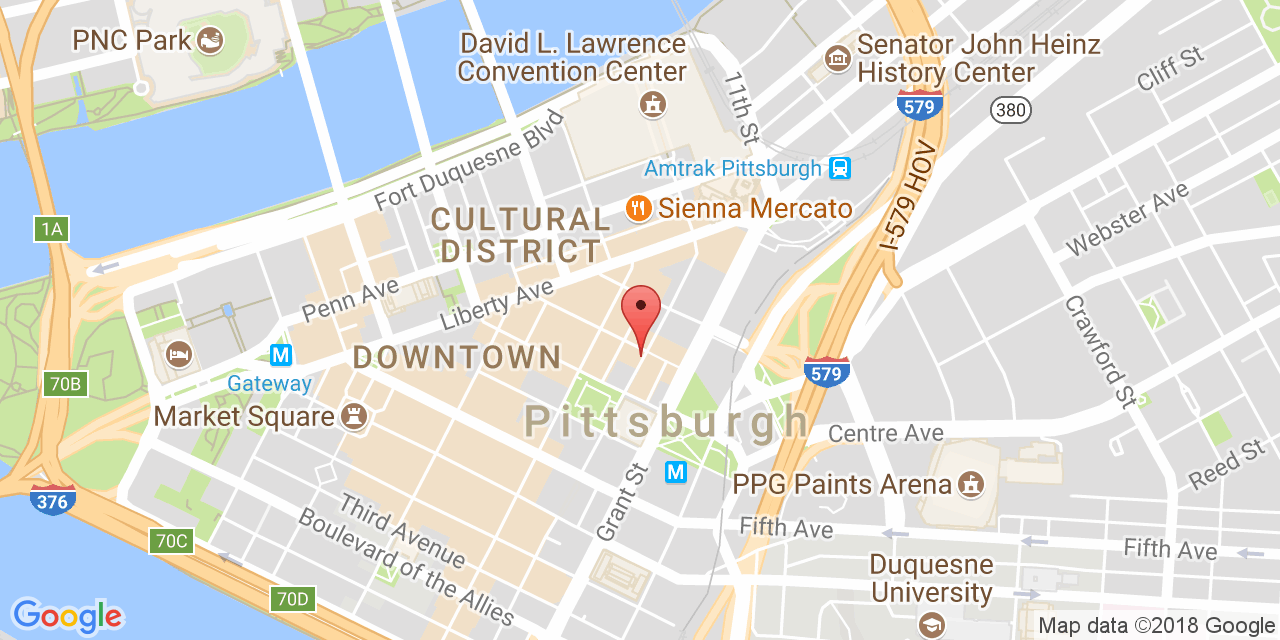 PNC Park
David L. Lawrence
Convention Center
11th St
Senator John Heinz
History Center
Cliff St
579
380
Fort Duquesne Blvd
Amtrak Pittsburgh
I-579 HOV
Sienna Mercato
Webster Ave
1A
CULTURAL
DISTRICT
Penn Ave
Liberty Ave
Crawford St
M
Gateway
DOWNTOWN
579
70B
Market Square
Pittsburgh
Centre Ave
M
Reed St
PPG Paints Arena
376
Grant St
Third Avenue
Boulevard of the Allies
Fifth Ave
Fifth Ave
70C
Duquesne
University
70D
Google
Map data ©2018 Google